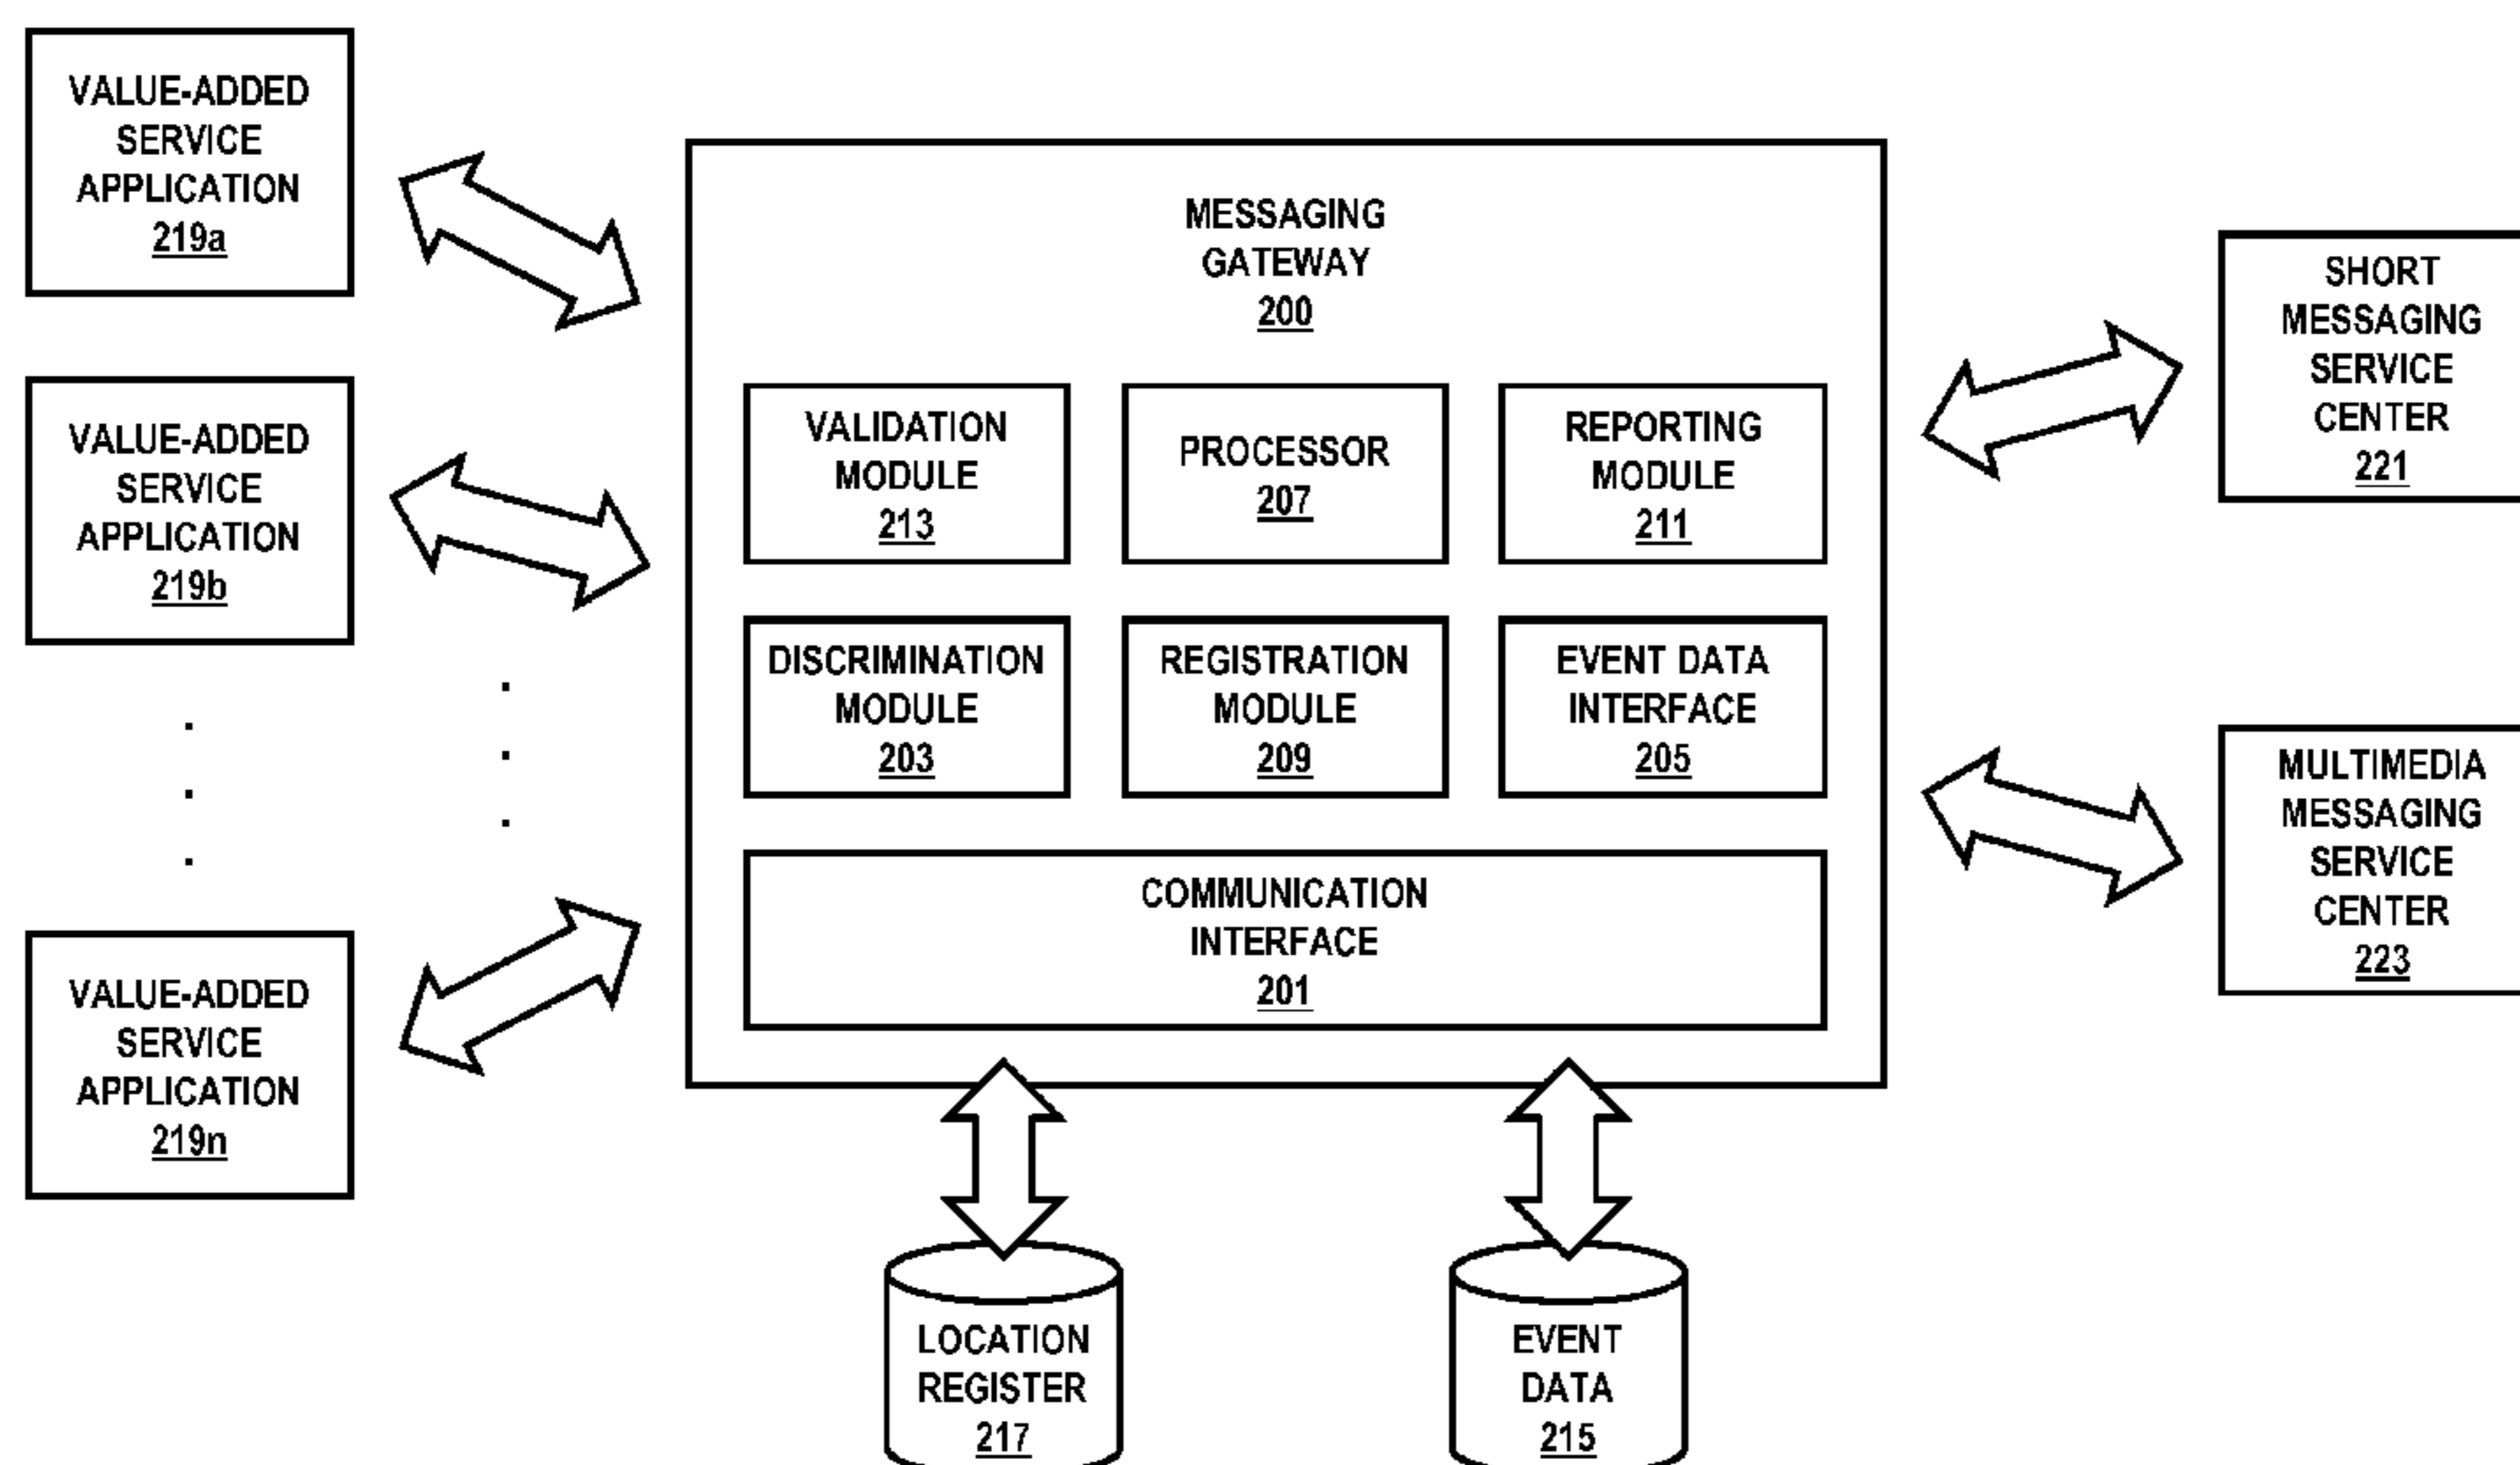 VALUE-ADDED
SERVICE
APPLICATION
219a
VALUE-ADDED
SERVICE
APPLICATION
219b
VALUE-ADDED
SERVICE
APPLICATION
219n
MESSAGING
GATEWAY
200
VALIDATION
MODULE
213
PROCESSOR
207
REPORTING
MODULE
211
DISCRIMINATION
MODULE
203
REGISTRATION
MODULE
209
EVENT DATA
INTERFACE
205
COMMUNICATION
INTERFACE
201
LOCATION
REGISTER
217
EVENT
DATA
215
SHORT
MESSAGING
SERVICE
CENTER
221
MULTIMEDIA
MESSAGING
SERVICE
CENTER
223